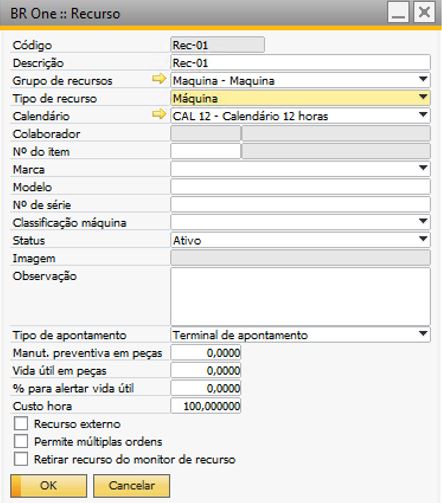 BR One :: Recurso
Código Rec-01
Descrição Rec-01
Grupo de recursos Maquina - Maquina
Tipo de recurso Máquina
Calendário CAL 12 - Calendário 12 horas
Colaborador
Nº do item
Marca
Modelo
Nº de série
Classificação máquina
Status Ativo
Imagem
Observação
Tipo de apontamento Terminal de apontamento
Manut. preventiva em peças 0,0000
Vida útil em peças 0,0000
% para alertar vida útil 0,0000
Custo hora 100,000000
Recurso externo
Permite múltiplas ordens
Retirar recurso do monitor de recurso
OK Cancelar